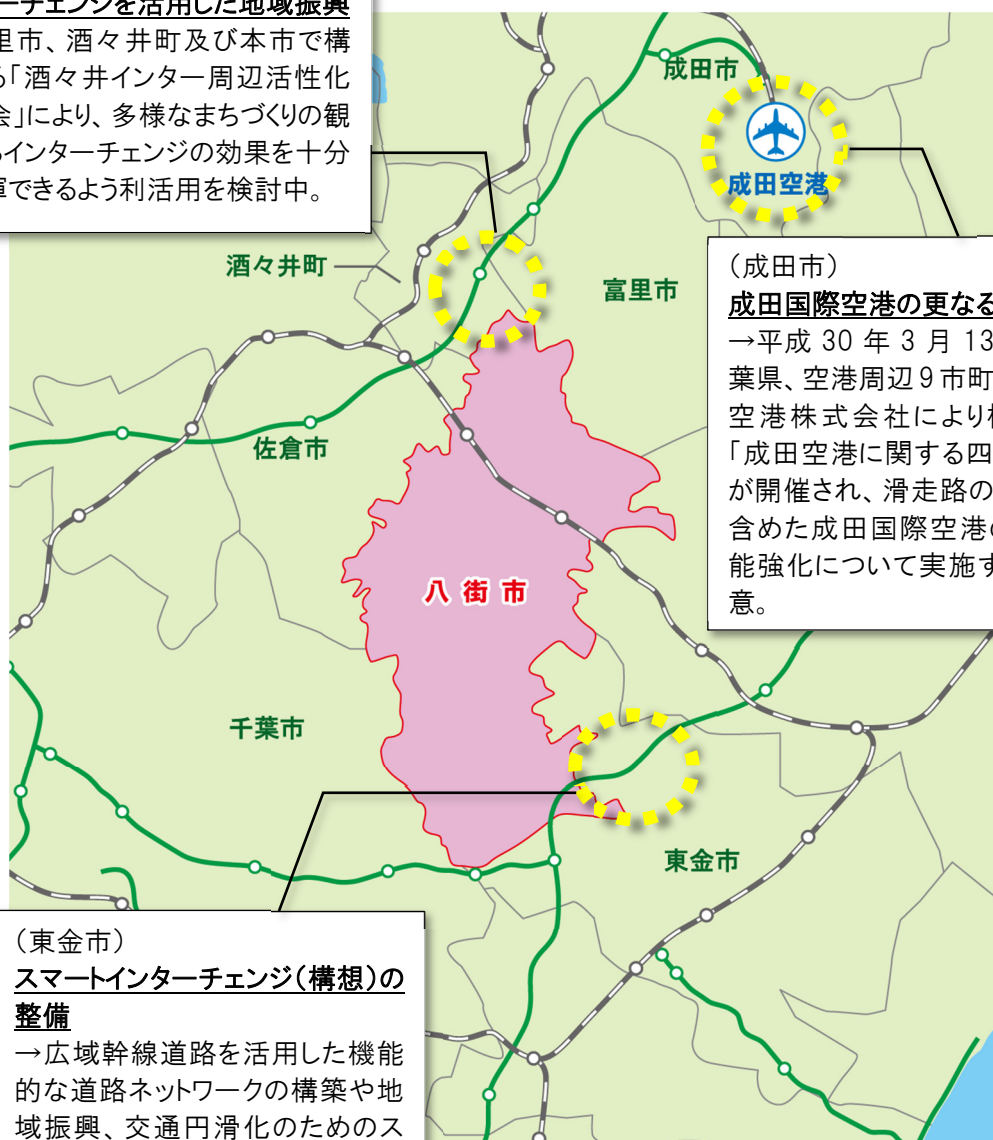 ーチェンジを活用した地域振興
里市、酒々井町及び本市で構
る「酒々井インター周辺活性化
会」により、多様なまちづくりの観
らインターチェンジの効果を十分
揮できるよう利活用を検討中。
成田市
成田空港
酒々井町
富里市
(成田市)
成田国際空港の更なる
→平成 30 年 3 月 13
葉県、空港周辺9市町
空港株式会社により
「成田空港に関する四
が開催され、滑走路の
含めた成田国際空港
能強化について実施す
意。
佐倉市
八街市
千葉市
東金市
(東金市)
スマートインターチェンジ(構想)の
整備
→広域幹線道路を活用した機能
的な道路ネットワークの構築や地
域振興、交通円滑化のためのス